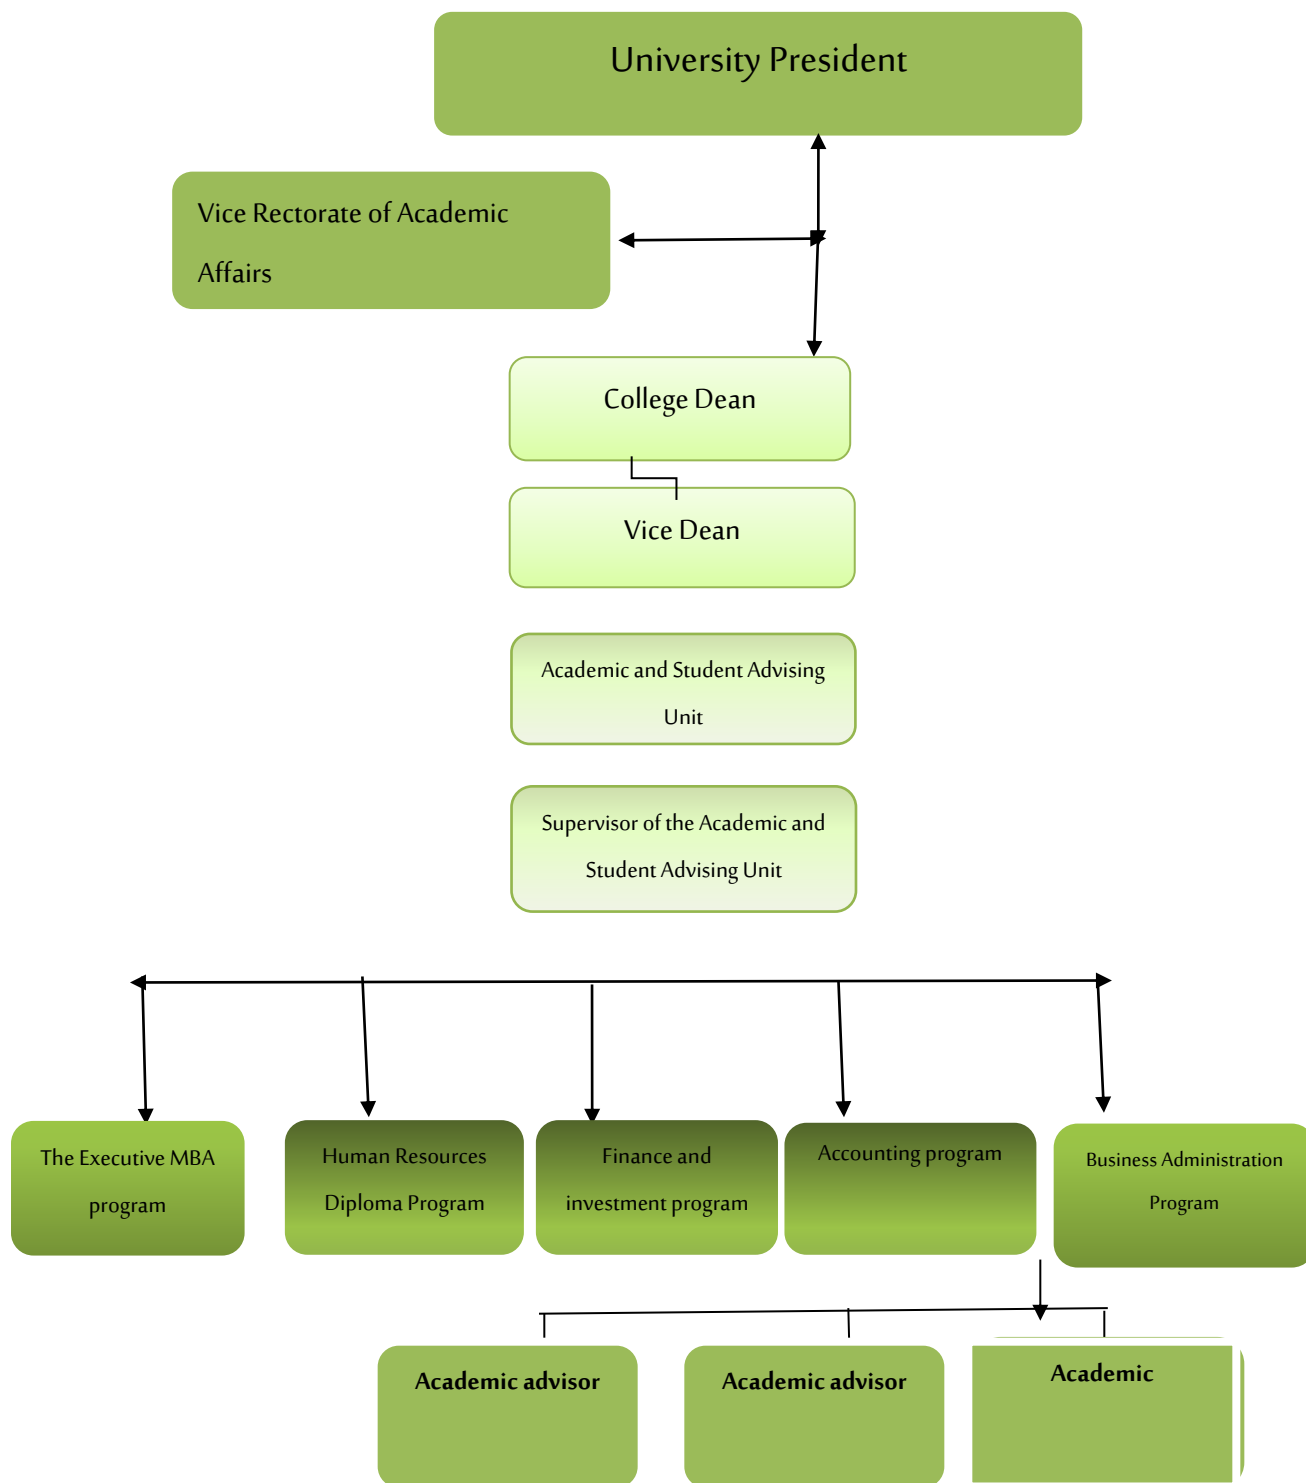 University President
Vice Rectorate of Academic
Affairs
College Dean
Vice Dean
Academic and Student Advising
Unit
Supervisor of the Academic and
Student Advising Unit
The Executive MBA
program
Human Resources
Diploma Program
Finance and
investment program
Accounting program
Business Administration
Program
Academic advisor
Academic advisor
Academic